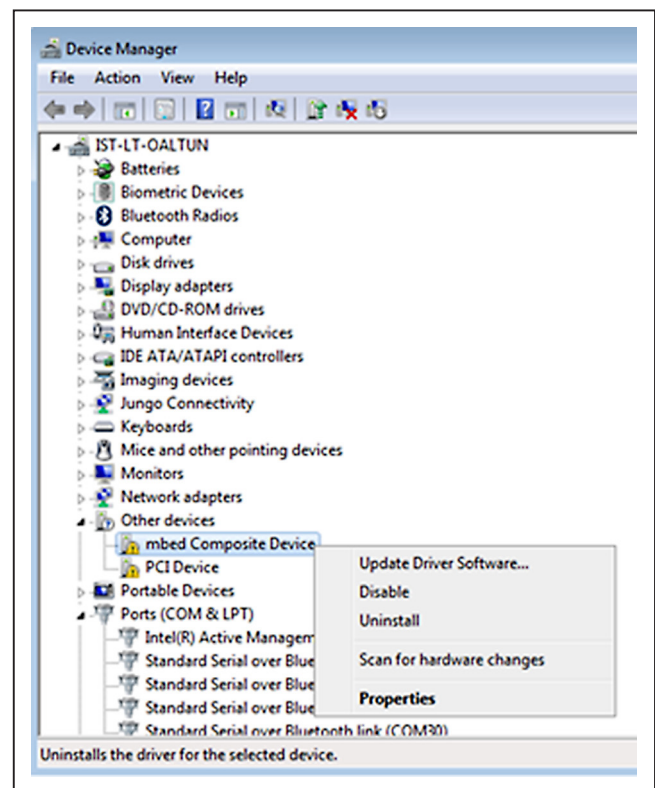 Device Manager
File Action View Help
IST-LT-OALTUN
Batteries
Biometric Devices
Bluetooth Radios
Computer
Disk drives
Display adapters
DVD/CD-ROM drives
Human Interface Devices
IDE ATA/ATAPI controllers
Imaging devices
Jungo Connectivity
Keyboards
Mice and other pointing devices
Monitors
Network adapters
Other devices
mbed Composite Device
PCI Device
Portable Devices
Ports (COM & LPT)
Intel(R) Active Managem
Standard Serial over Blue
Standard Serial over Blue
Standard Serial over Blue
Standard Serial over Bluetooth link (COM30)
Update Driver Software...
Disable
Uninstall
Scan for hardware changes
Properties
Uninstalls the driver for the selected device.